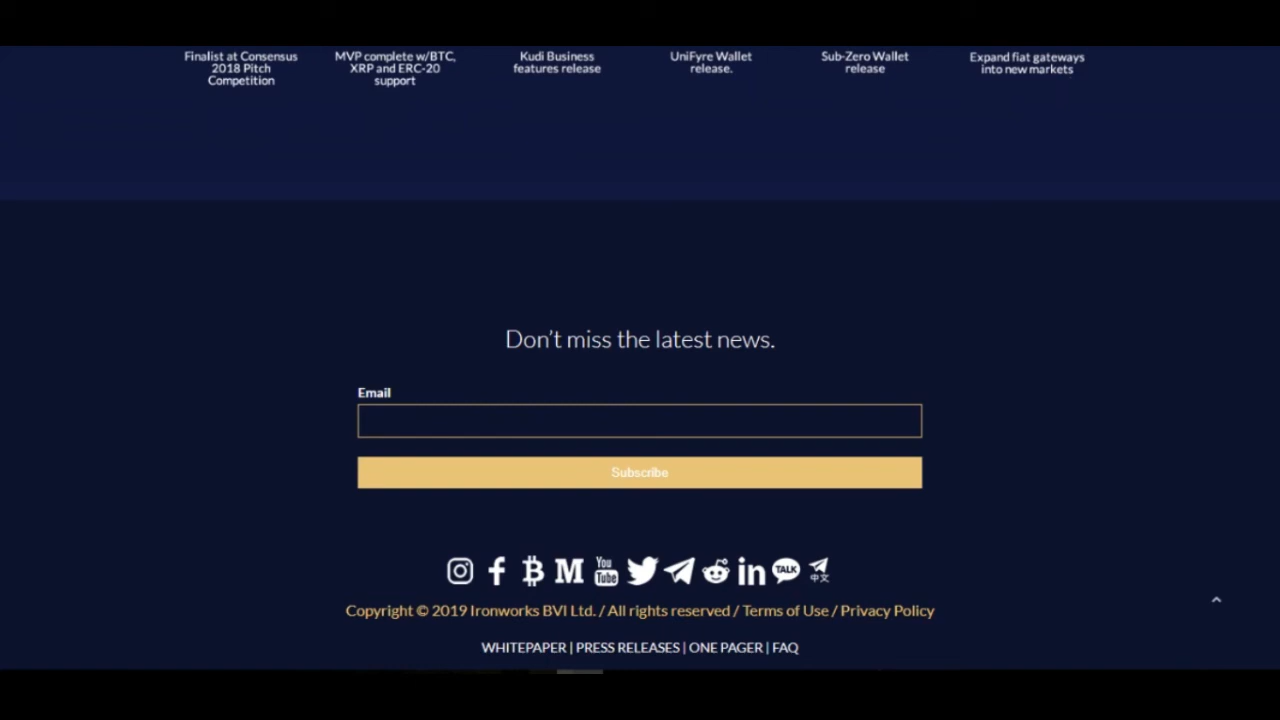 Finalist at Consensus
2018 Pitch
Competition
MVP complete w/BTC,
XRP and ERC-20
support
Kudi Business
features release
UniFyre Wallet
release.
Sub-Zero Wallet
release
Expand fiat gateways
into new markets
Don't miss the latest news.
Email
Subscribe
You
Tube
TALK
中文
Copyright © 2019 Ironworks BVI Ltd. / All rights reserved / Terms of Use / Privacy Policy
WHITEPAPER | PRESS RELEASES | ONE PAGER | FAQ